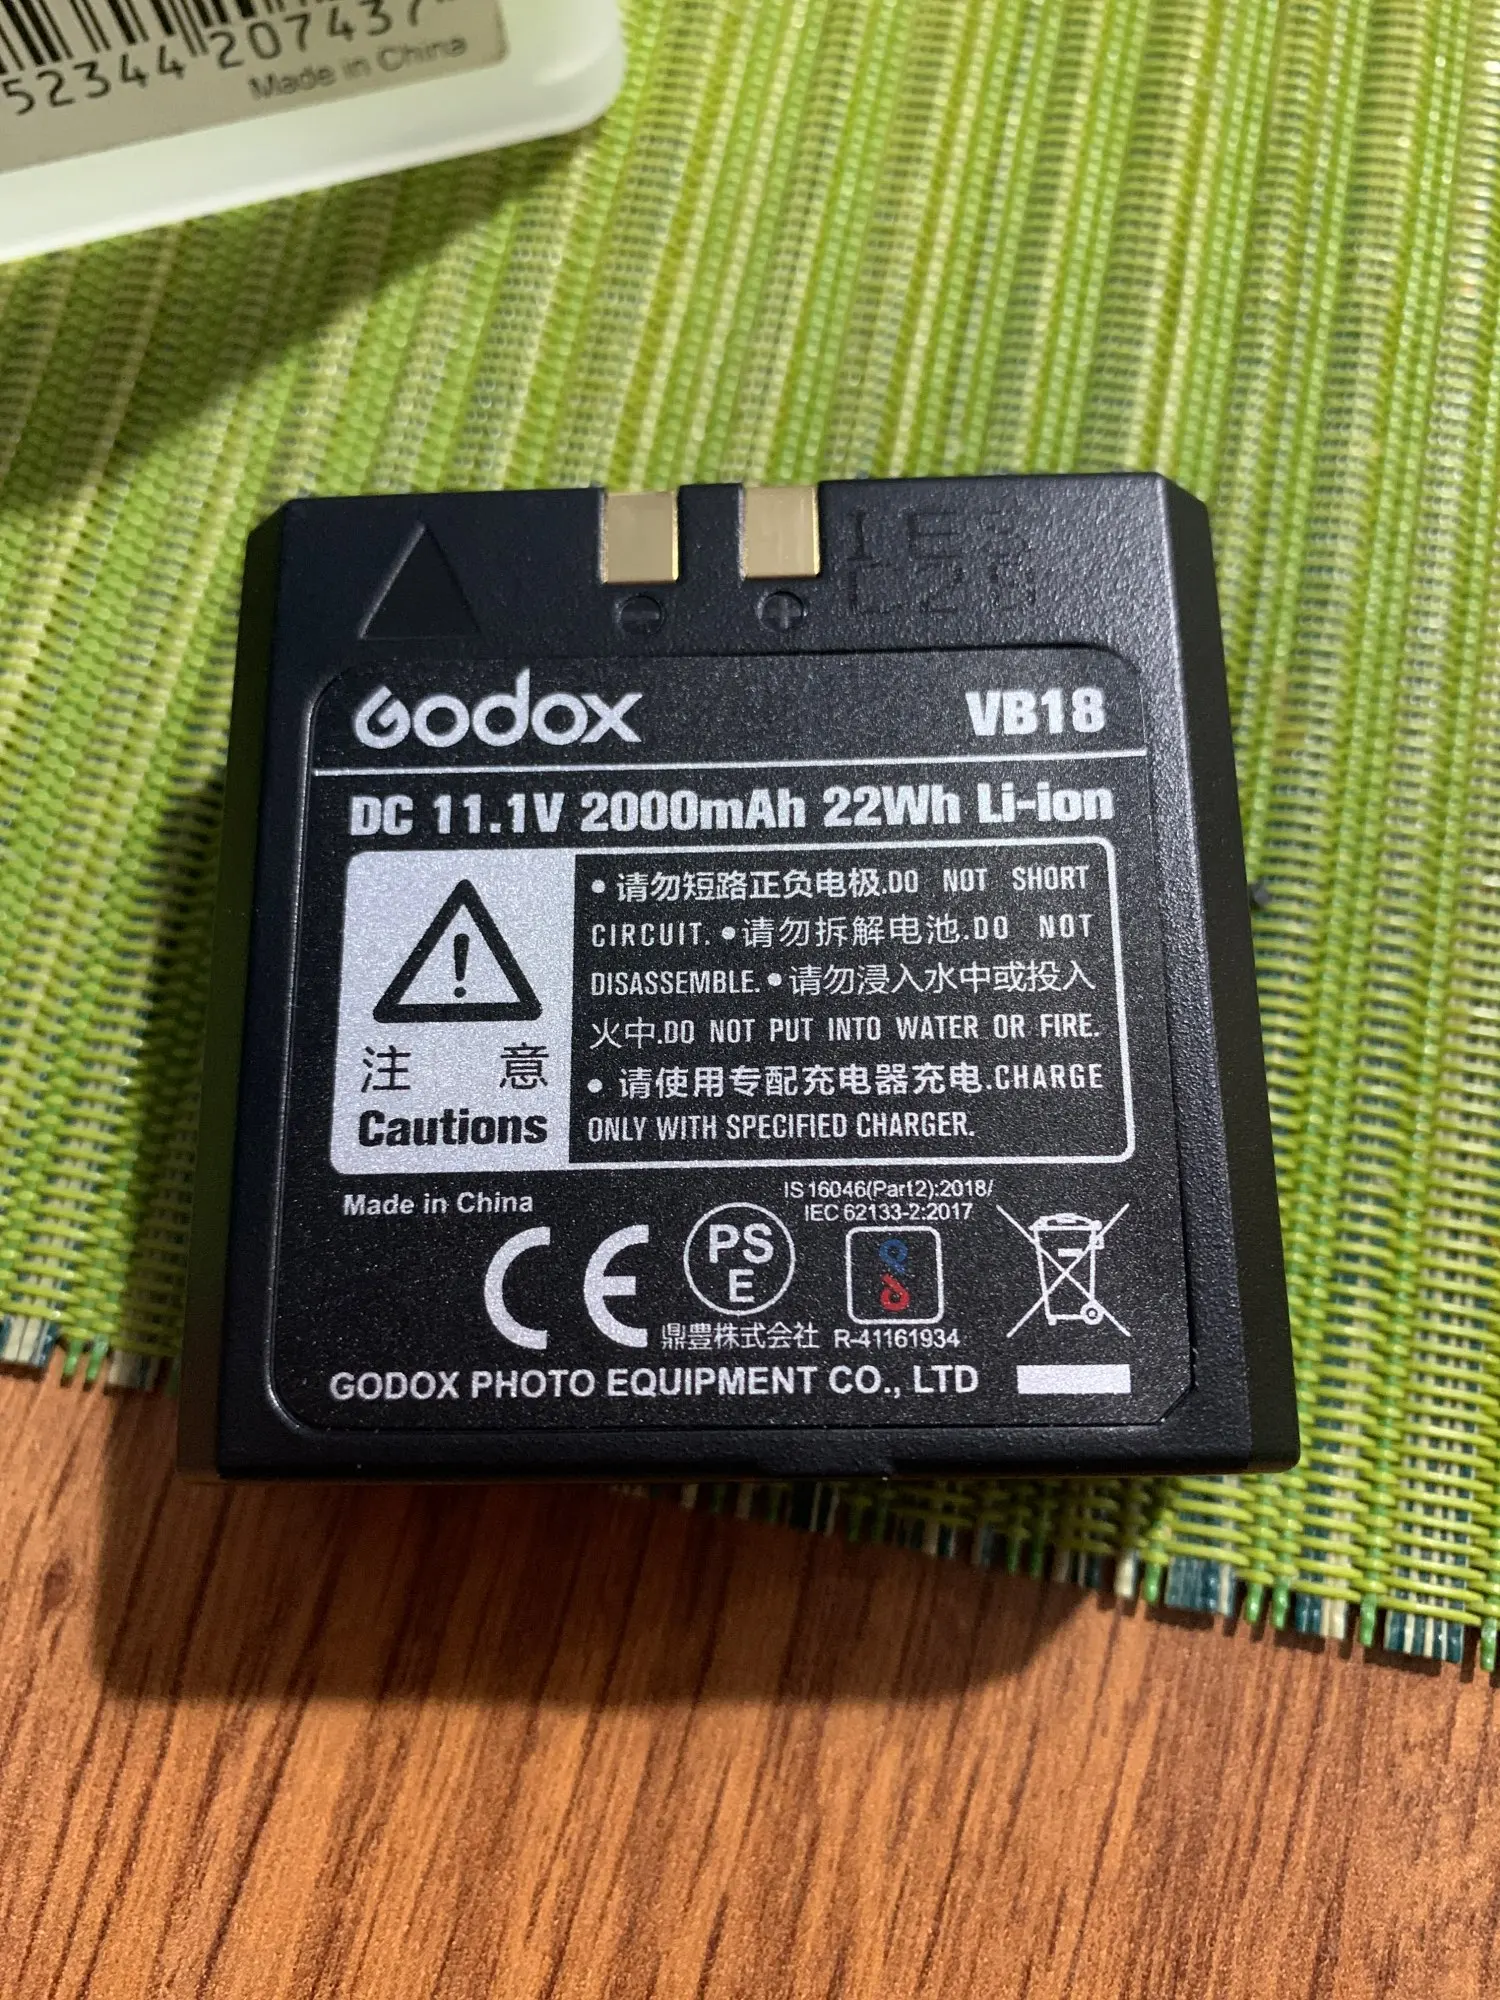 52344 207437
Made in China
1E3
Godox VB18
DC 11.1V 2000mAh 22Wh Li-ion
• 请勿短路正负电极.DO NOT SHORT
CIRCUIT. •请勿拆解电池.DO NOT
DISASSEMBLE. •请勿浸入水中或投入
火中.DO NOT PUT INTO WATER OR FIRE.
• 请使用专配充电器充电.CHARGE
ONLY WITH SPECIFIED CHARGER.
注 意
Cautions
Made in China
IS 16046(Part2):2018/
IEC 62133-2:2017
CE
PS
E
鼎豊株式会社 R-41161934
GODOX PHOTO EQUIPMENT CO., LTD